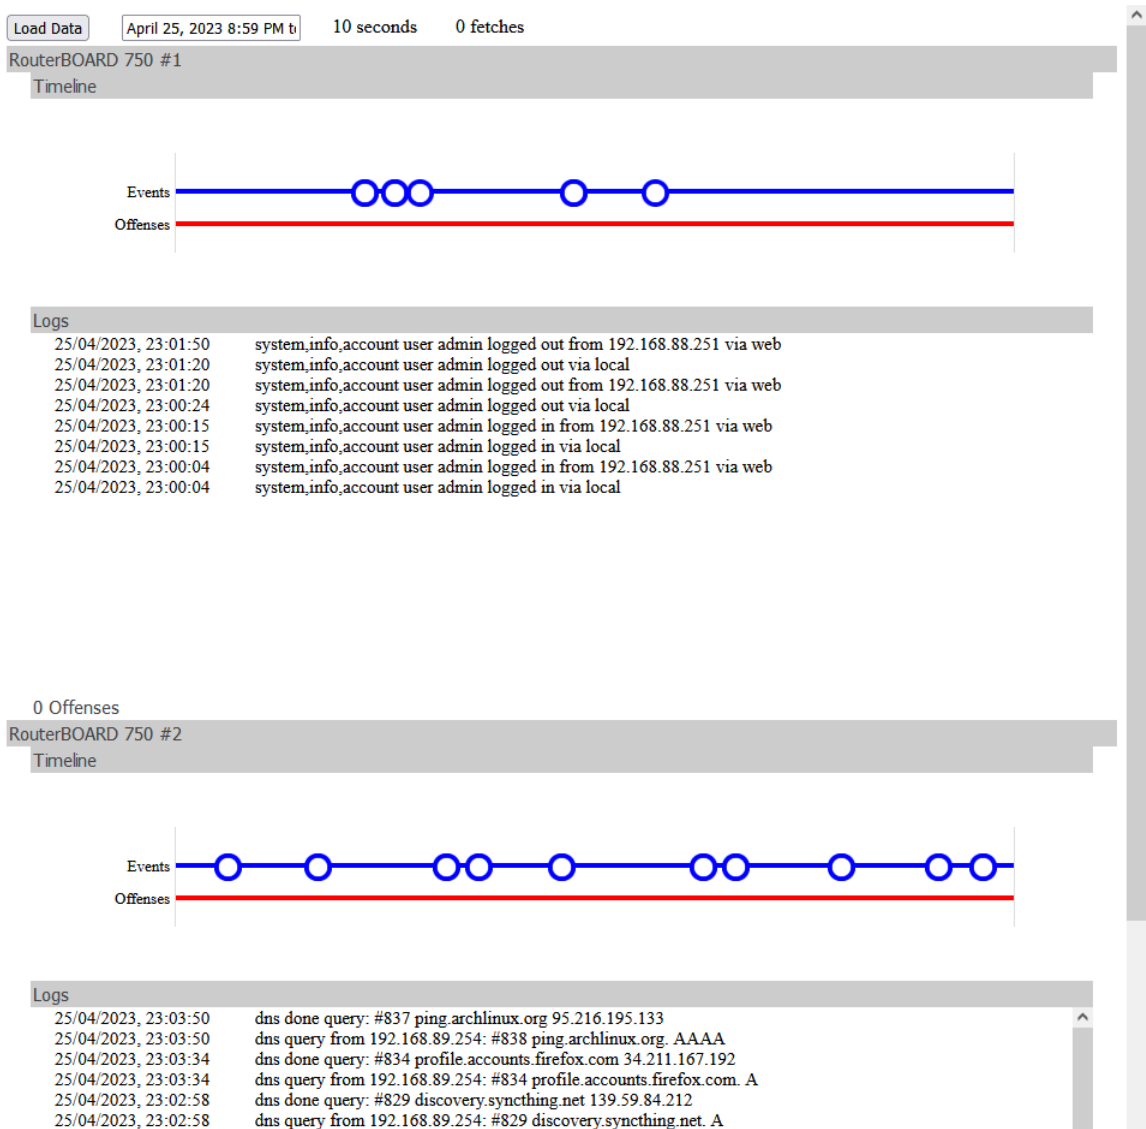 Load Data April 25, 2023 8:59 PM 10 seconds 0 fetches
RouterBOARD 750 #1
Timeline
Events
Offenses
Logs
25/04/2023, 23:01:50 system,info,account user admin logged out from 192.168.88.251 via web
25/04/2023, 23:01:20 system,info,account user admin logged out via local
25/04/2023, 23:01:20 system,info,account user admin logged out from 192.168.88.251 via web
25/04/2023, 23:00:24 system,info,account user admin logged out via local
25/04/2023, 23:00:15 system,info,account user admin logged in from 192.168.88.251 via web
25/04/2023, 23:00:15 system,info,account user admin logged in via local
25/04/2023, 23:00:04 system,info,account user admin logged in from 192.168.88.251 via web
25/04/2023, 23:00:04 system,info,account user admin logged in via local
0 Offenses
RouterBOARD 750 #2
Timeline
Events
Offenses
Logs
25/04/2023, 23:03:50 dns done query: #837 ping.archlinux.org 95.216.195.133
25/04/2023, 23:03:50 dns query from 192.168.89.254: #838 ping.archlinux.org. AAAA
25/04/2023, 23:03:34 dns done query: #834 profile.accounts.firefox.com 34.211.167.192
25/04/2023, 23:03:34 dns query from 192.168.89.254: #834 profile.accounts.firefox.com. A
25/04/2023, 23:02:58 dns done query: #829 discovery.syncthing.net 139.59.84.212
25/04/2023, 23:02:58 dns query from 192.168.89.254: #829 discovery.syncthing.net. A